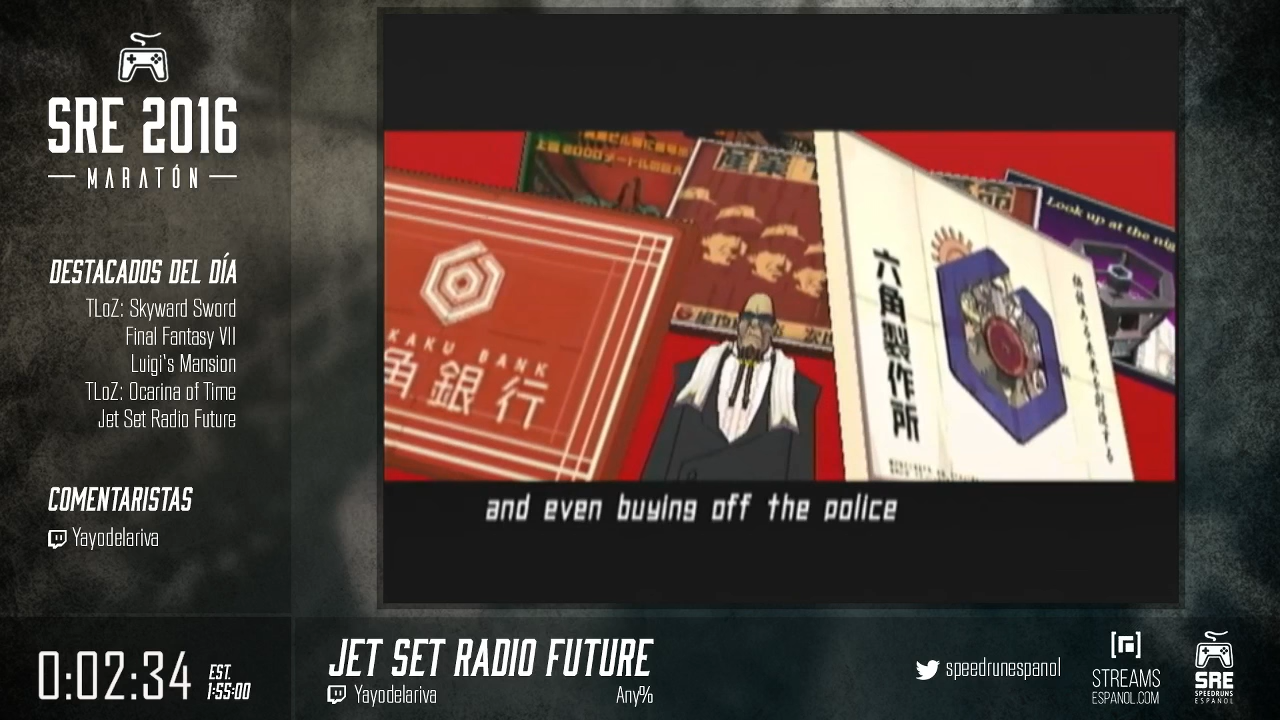 SRE 2016
MARATÓN
DESTACADOS DEL DÍA
TLoZ: Skyward Sword
Final Fantasy VII
Luigi's Mansion
TLoZ: Ocarina of Time
Jet Set Radio Future
COMENTARISTAS
Yayodelariva
KAKU BANK
角銀行
六角製作所
Look up at the
and even buying off the police
0:02:34
EST.
1:55:00
JET SET RADIO FUTURE
Yayodelariva
Any%
speedrunespanol
STREAMS
ESPANOL.COM
SRE
SPEEDRUNS
ESPAÑOL